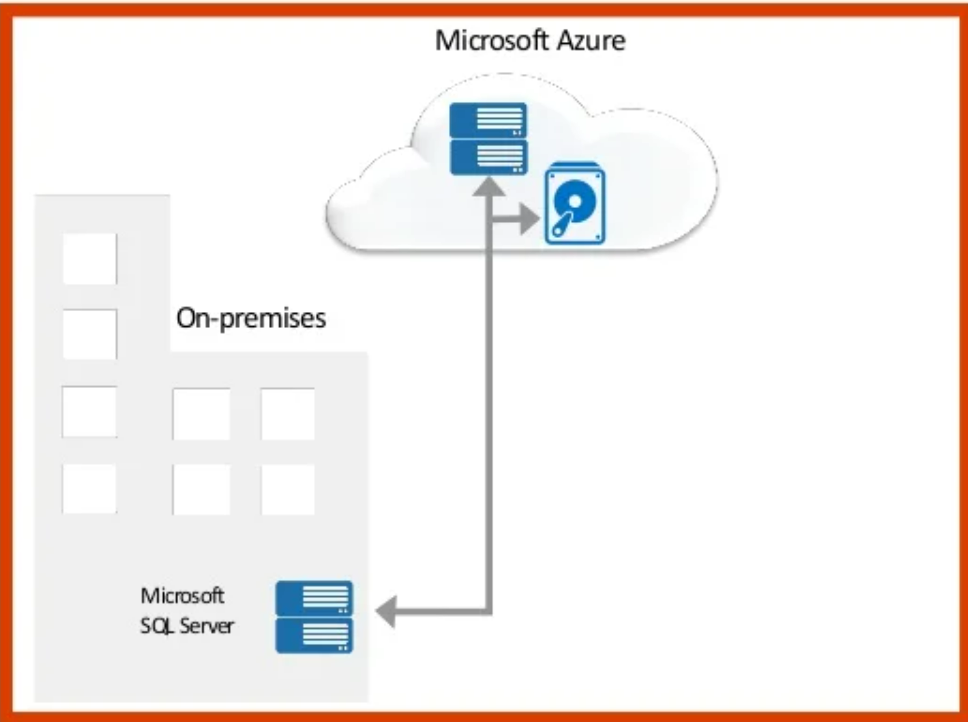 Microsoft Azure
On-premises
Microsoft
SQL Server